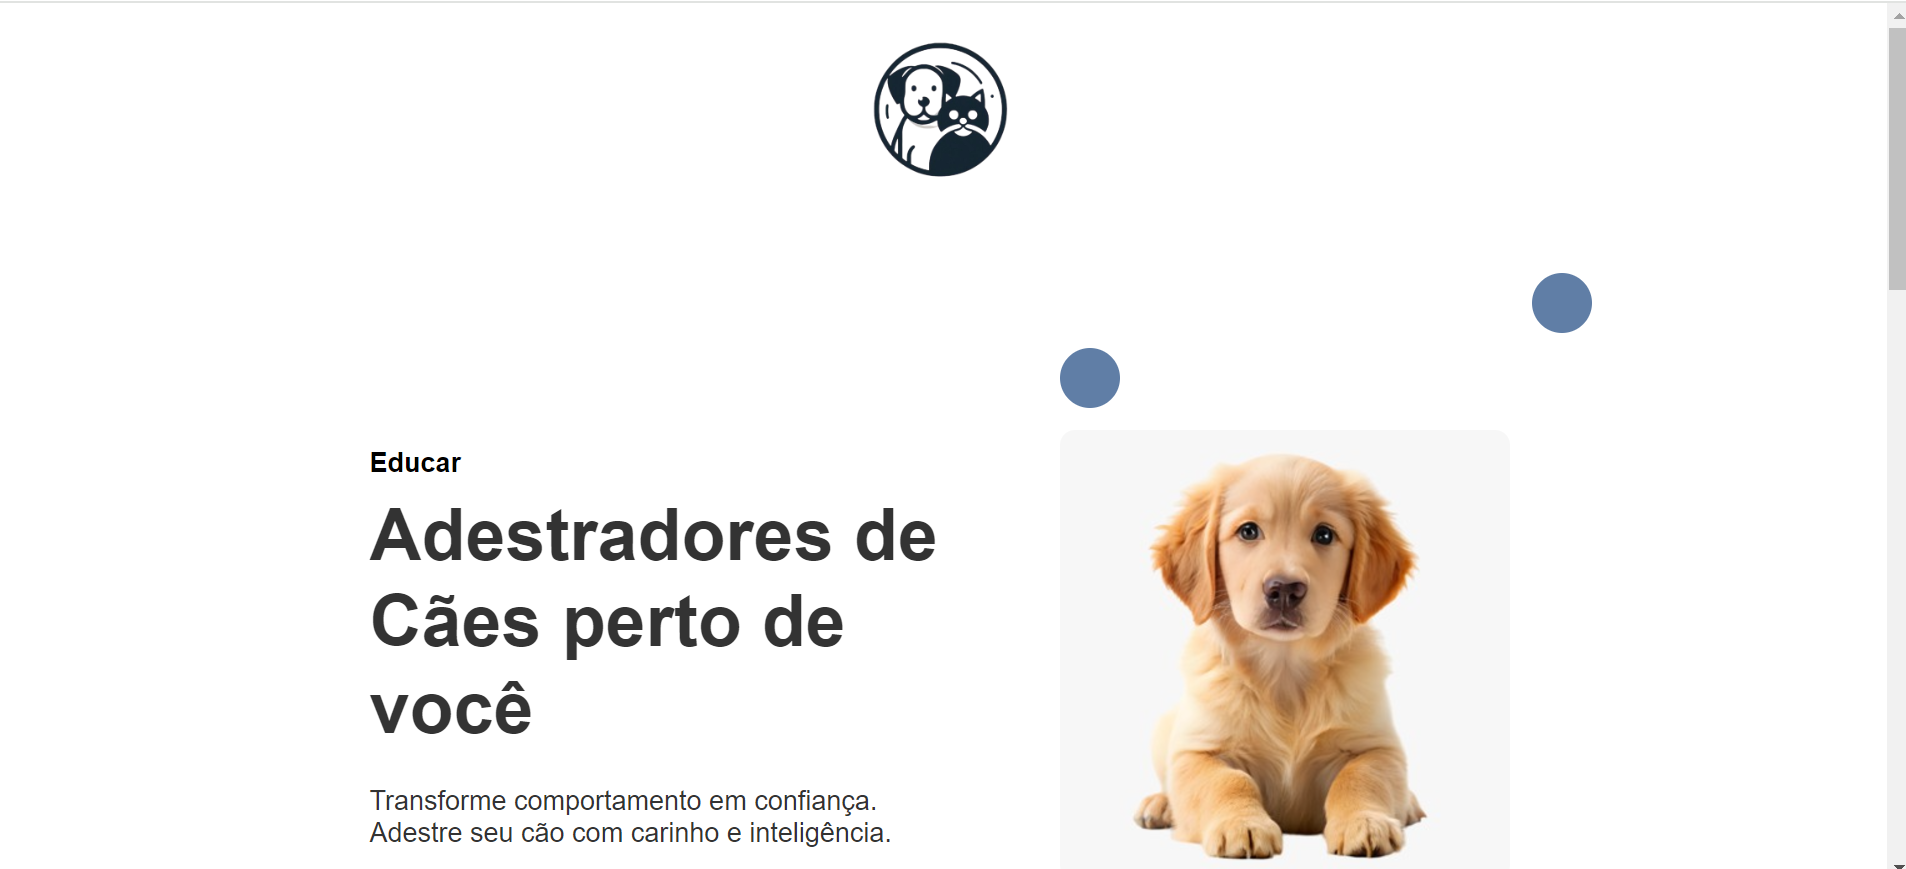 Educar
Adestradores de
Cães perto de
você
Transforme comportamento em confiança.
Adestre seu cão com carinho e inteligência.